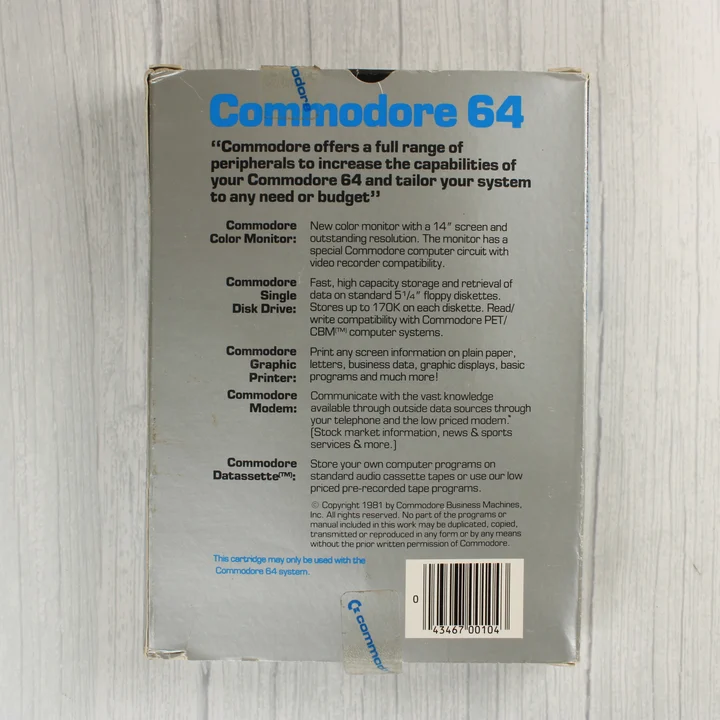 Commodore 64
“Commodore offers a full range of
peripherals to increase the capabilities of
your Commodore 64 and tailor your system
to any need or budget”
Commodore
Color Monitor:
New color monitor with a 14" screen and
outstanding resolution. The monitor has a
special Commodore computer circuit with
video recorder compatibility.
Commodore
Single
Disk Drive:
Fast, high capacity storage and retrieval of
data on standard 5¼" floppy diskettes.
Stores up to 170K on each diskette. Read/
write compatibility with Commodore PET/
CBM(TM) computer systems.
Commodore
Graphic
Printer:
Print any screen information on plain paper,
letters, business data, graphic displays, basic
programs and much more!
Commodore
Modem:
Communicate with the vast knowledge
available through outside data sources through
your telephone and the low priced modem.*
[Stock market information, news & sports
services & more.]
Commodore
Datassette(TM):
Store your own computer programs on
standard audio cassette tapes or use our low
priced pre-recorded tape programs.
© Copyright 1981 by Commodore Business Machines,
Inc. All rights reserved. No part of the programs or
manual included in this work may be duplicated, copied,
transmitted or reproduced in any form or by any means
without the prior written permission of Commodore.
This cartridge may only be used with the
Commodore 64 system.
0 43467 00104